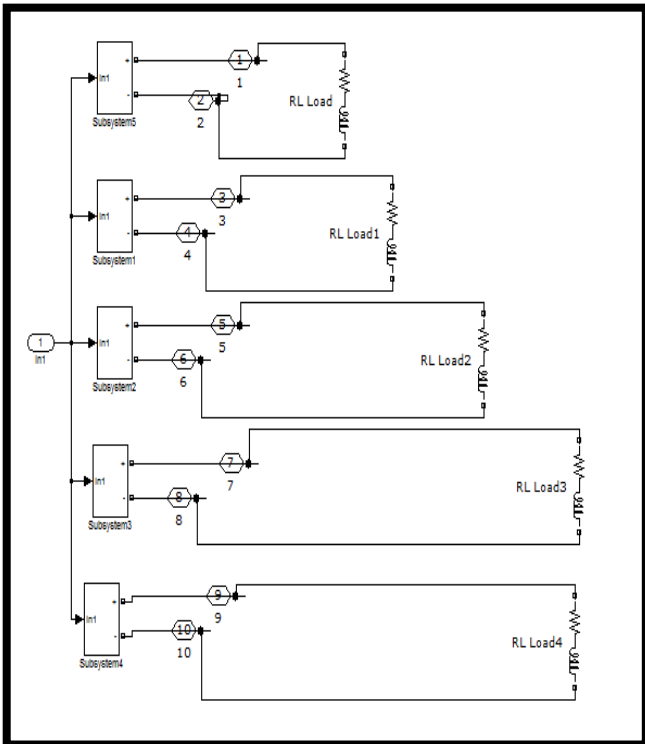 In1
+
-
Subsystem5
1
1
2
2
RL Load
In1
+
-
Subsystem1
3
3
4
4
RL Load1
1
In1
In1
+
-
Subsystem2
5
5
6
6
RL Load2
In1
+
-
Subsystem3
7
7
8
8
RL Load3
In1
+
-
Subsystem4
9
9
10
10
RL Load4